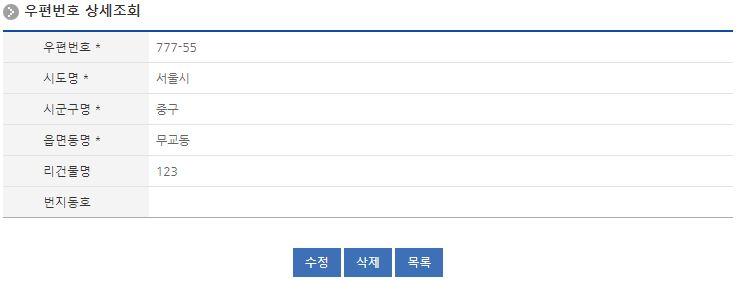 우편번호 상세조회
우편번호 * 777-55
시도명 * 서울시
시군구명 * 중구
읍면동명 * 무교동
리건물명 123
번지동호
수정 삭제 목록